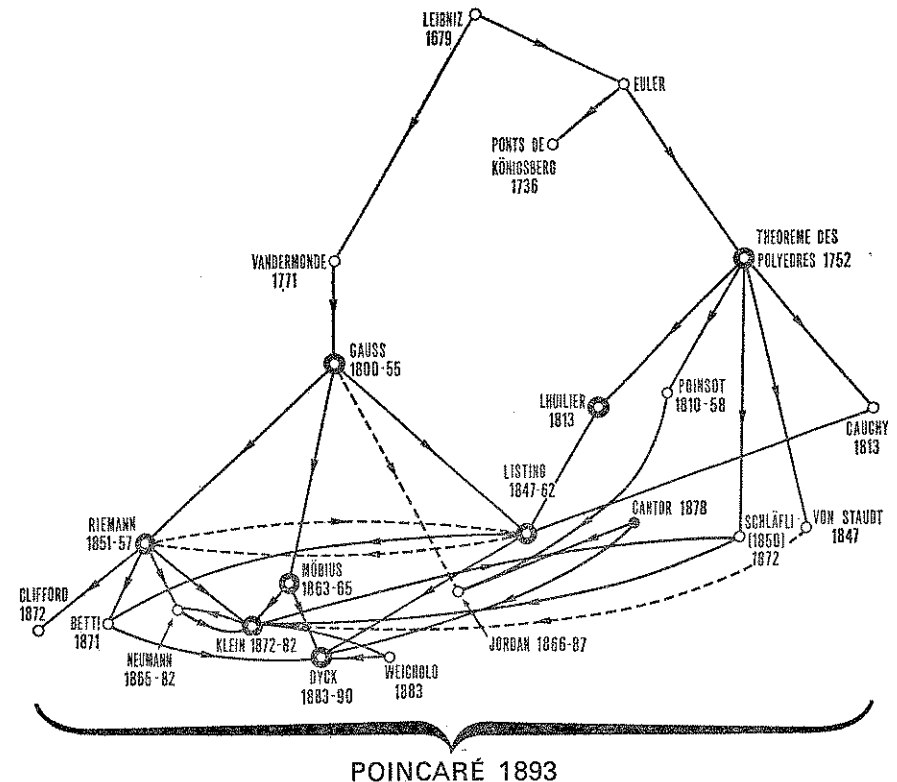 LEIBNIZ
1679
EULER
PONTS DE
KÖNIGSBERG
1736
THEOREME DES
POLYEDRES 1752
VANDERMONDE
1771
GAUSS
1800-55
LHUILIER
1813
POINSOT
1810-58
CAUCHY
1813
LISTING
1847-62
CANTOR 1878
SCHLÄFLI
(1850)
1872
VON STAUDT
1847
RIEMANN
1851-57
MÖBIUS
1863-65
CLIFFORD
1872
BETTI
1871
NEUMANN
1865-82
KLEIN 1872-82
JORDAN 1866-87
DYCK
1883-90
WEICHOLD
1883
POINCARÉ 1893